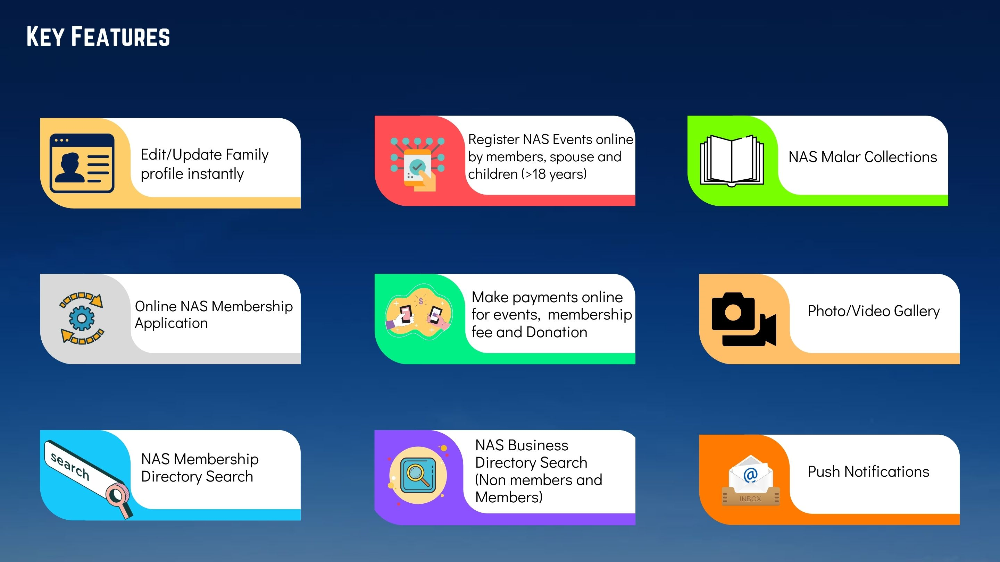 KEY FEATURES
Edit/Update Family
profile instantly
Register NAS Events online
by members, spouse and
children (>18 years)
NAS Malar Collections
Online NAS Membership
Application
$
Make payments online
for events,  membership
fee and Donation
Photo/Video Gallery
search
NAS Membership
Directory Search
NAS Business
Directory Search
(Non members and
Members)
@
INBOX
Push Notifications